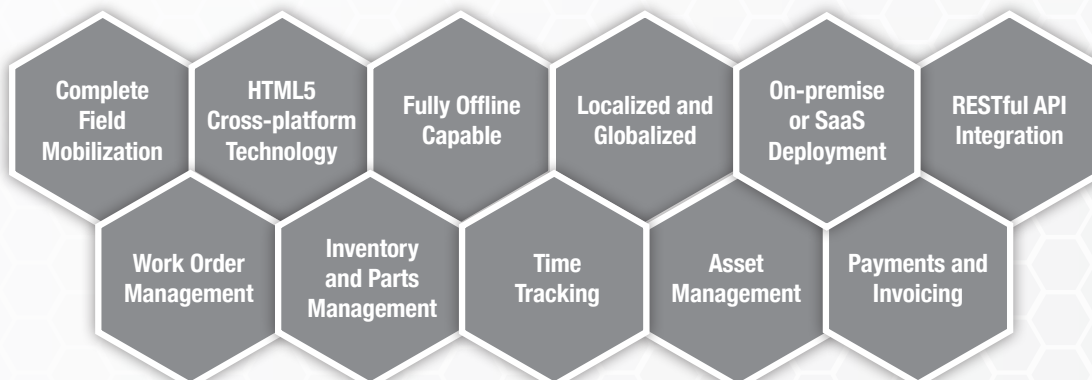 Complete
Field
Mobilization
HTML5
Cross-platform
Technology
Fully Offline
Capable
Localized and
Globalized
On-premise
or SaaS
Deployment
RESTful API
Integration
Work Order
Management
Inventory
and Parts
Management
Time
Tracking
Asset
Management
Payments and
Invoicing